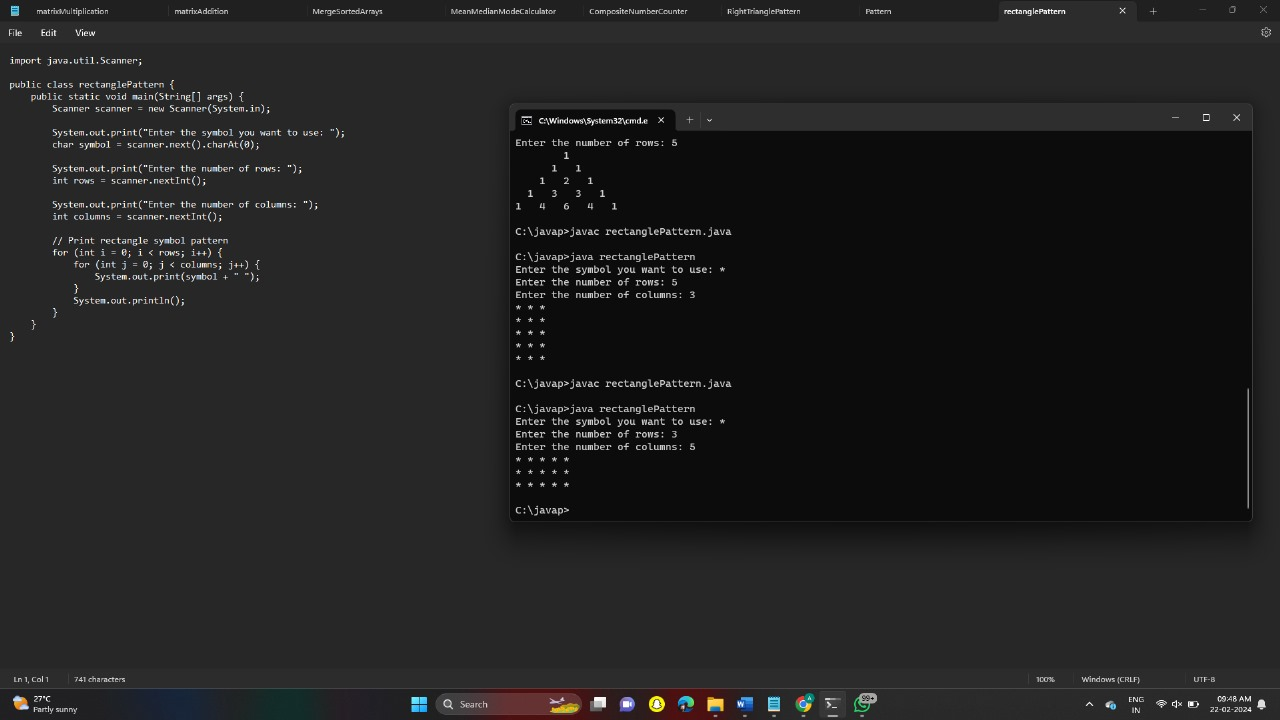 matrixMultiplication matrixAddition MergeSortedArrays MeanMedianModeCalculator CompositeNumberCounter RightTrianglePattern Pattern rectanglePattern
File Edit View
import java.util.Scanner;
public class rectanglePattern {
public static void main(String[] args) {
Scanner scanner = new Scanner(System.in);
System.out.print("Enter the symbol you want to use: ");
char symbol = scanner.next().charAt(0);
System.out.print("Enter the number of rows: ");
int rows = scanner.nextInt();
System.out.print("Enter the number of columns: ");
int columns = scanner.nextInt();
// Print rectangle symbol pattern
for (int i = 0; i < rows; i++) {
for (int j = 0; j < columns; j++) {
System.out.print(symbol + " ");
}
System.out.println();
}
}
}
C:\Windows\System32\cmd.e
Enter the number of rows: 5
1
1 1
1 2 1
1 3 3 1
1 4 6 4 1
C:\javap>javac rectanglePattern.java
C:\javap>java rectanglePattern
Enter the symbol you want to use: *
Enter the number of rows: 5
Enter the number of columns: 3
* * *
* * *
* * *
* * *
* * *
C:\javap>javac rectanglePattern.java
C:\javap>java rectanglePattern
Enter the symbol you want to use: *
Enter the number of rows: 3
Enter the number of columns: 5
* * * * *
* * * * *
* * * * *
C:\javap>
Ln 1, Col 1 741 characters 100% Windows (CRLF) UTF-8
27°C
Partly sunny
Search
99+
ENG
IN
09:48 AM
22-02-2024